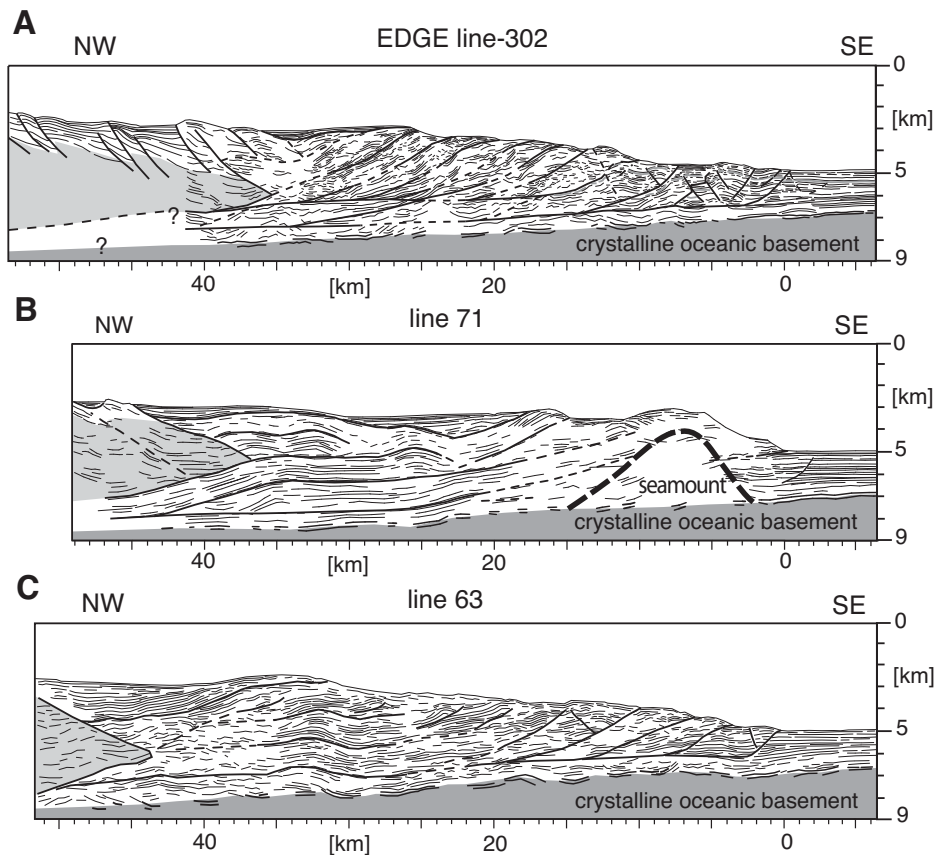 A
NW EDGE line-302 SE
0
[km]
5
?
?
crystalline oceanic basement
9
40 [km] 20 0
B
NW line 71 SE
0
[km]
5
seamount
crystalline oceanic basement
9
40 [km] 20 0
C
NW line 63 SE
0
[km]
5
crystalline oceanic basement
9
40 [km] 20 0